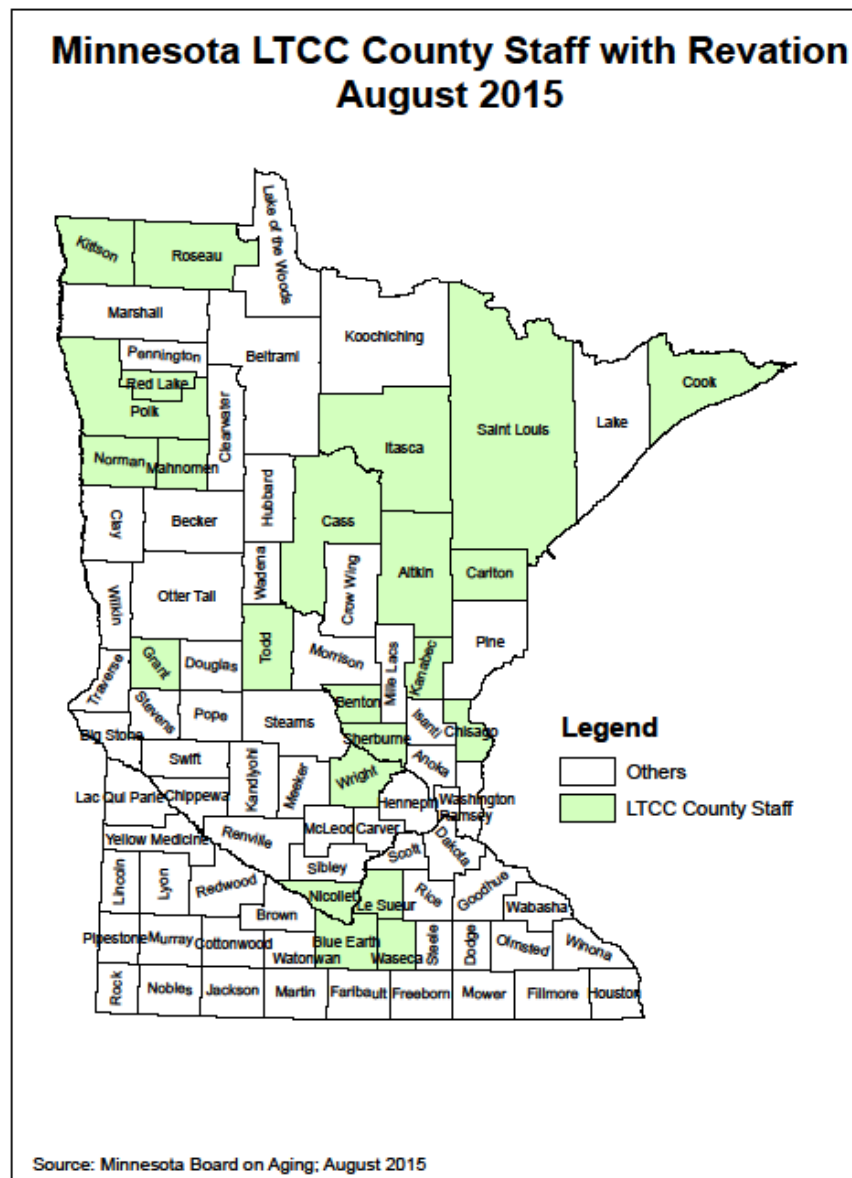 Minnesota LTCC County Staff with Revation
August 2015
Lake of the Woods
Kittson
Roseau
Marshall
Koochiching
Pennington
Beltrami
Red Lake
Cook
Polk
Clearwater
Saint Louis
Lake
Itasca
Norman
Mahnomen
Hubbard
Clay
Becker
Cass
Wadena
Crow Wing
Aitkin
Carlton
Wilkin
Otter Tail
Pine
Todd
Morrison
Mille Lacs
Kanabec
Grant
Douglas
Traverse
Benton
Stevens
Pope
Stearns
Isanti
Chisago
Big Stone
Sherburne
Swift
Kandiyohi
Meeker
Wright
Anoka
Lac Qui Parle
Chippewa
Hennepin
Washington
Ramsey
Renville
McLeod
Carver
Yellow Medicine
Scott
Dakota
Sibley
Lincoln
Lyon
Redwood
Nicollet
Le Sueur
Rice
Goodhue
Wabasha
Brown
Pipestone
Murray
Cottonwood
Watonwan
Blue Earth
Waseca
Steele
Dodge
Olmsted
Winona
Rock
Nobles
Jackson
Martin
Faribault
Freeborn
Mower
Fillmore
Houston
Legend
Others
LTCC County Staff
Source: Minnesota Board on Aging; August 2015